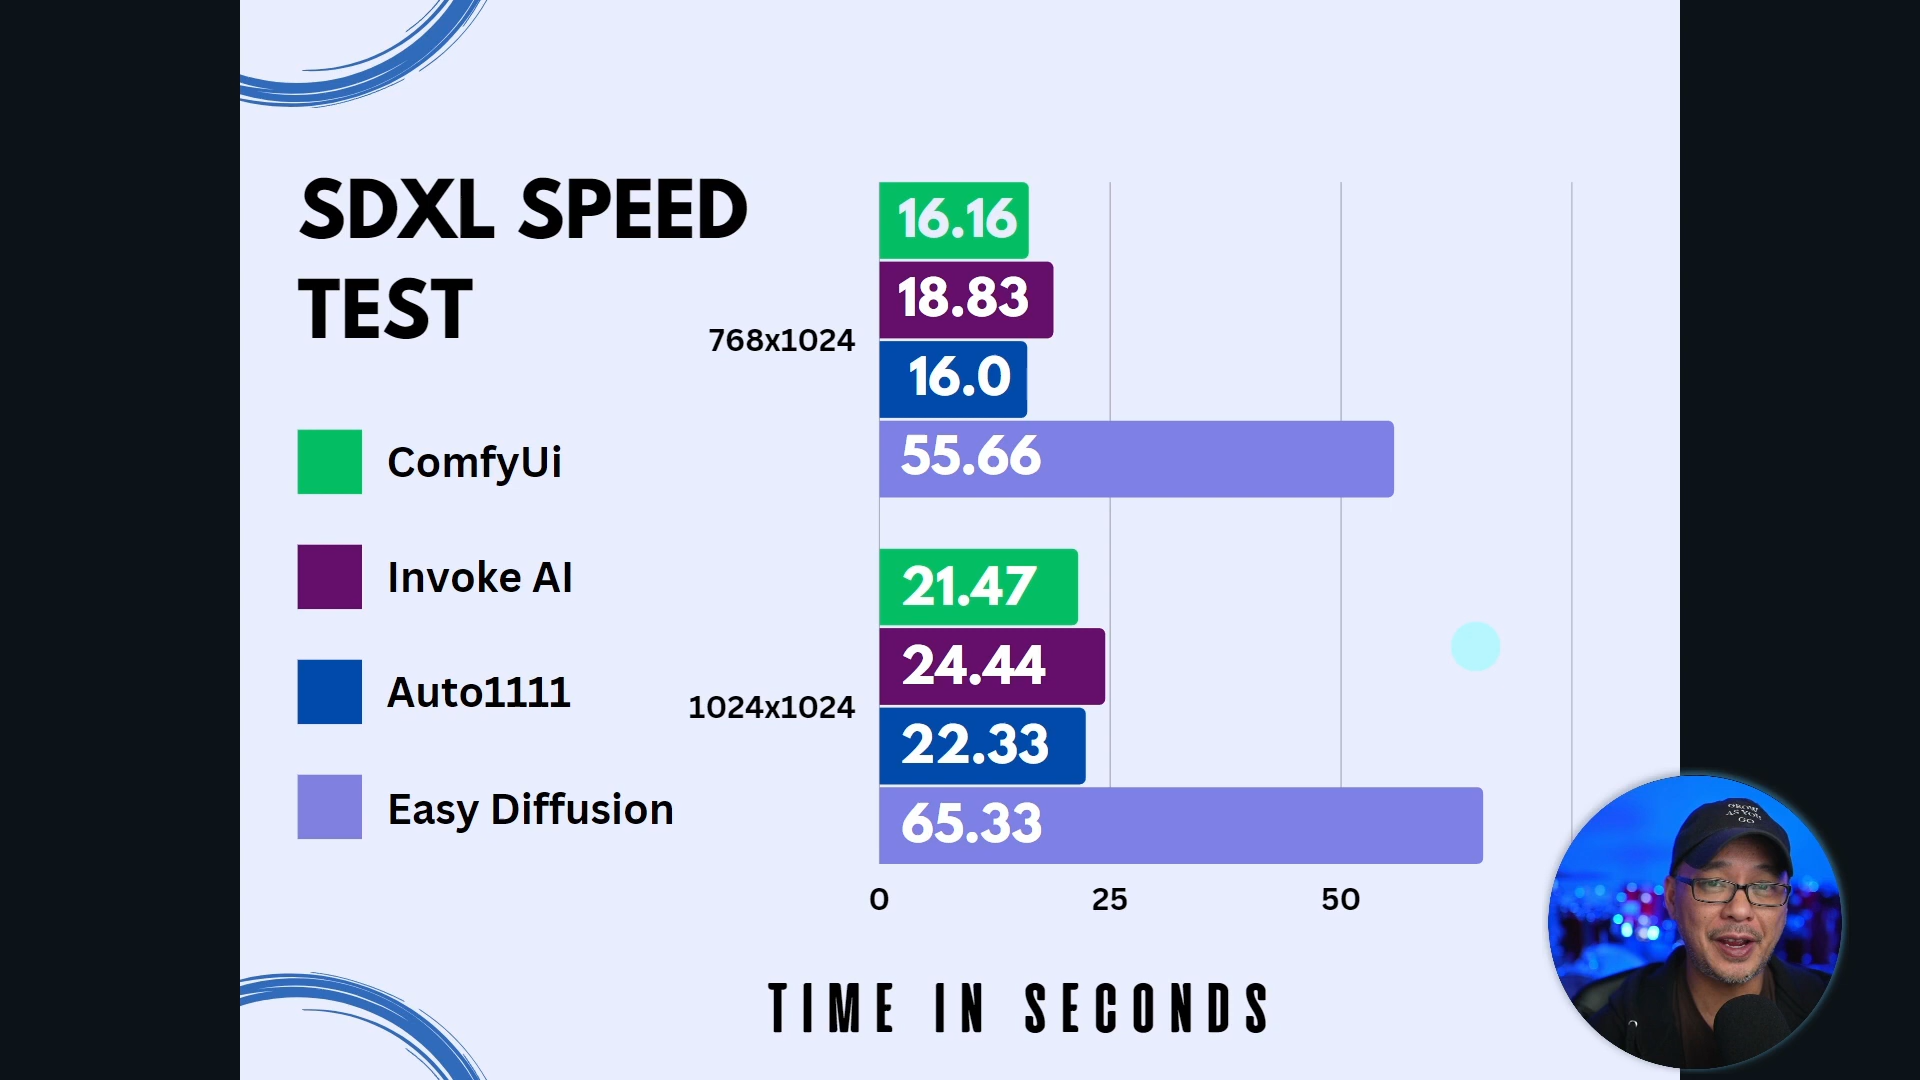 SDXL SPEED
TEST
ComfyUi
Invoke AI
Auto1111
Easy Diffusion
768x1024
16.16
18.83
16.0
55.66
1024x1024
21.47
24.44
22.33
65.33
0
25
50
TIME IN SECONDS
GO